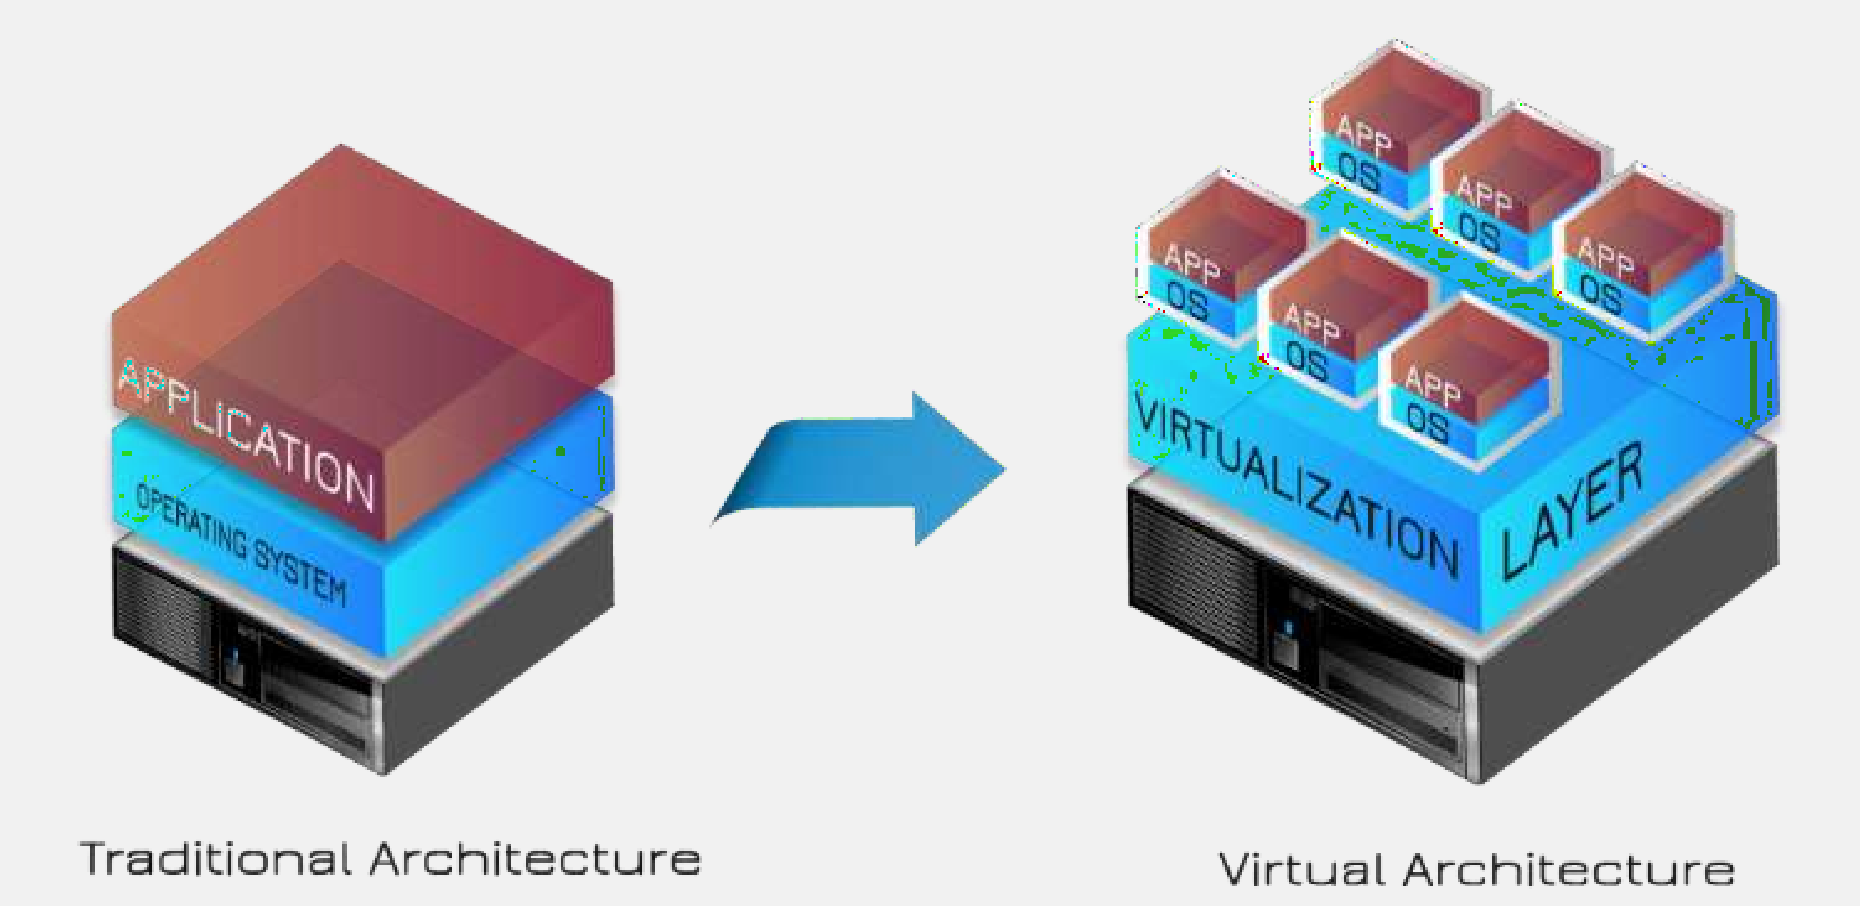 APPLICATION
OPERATING SYSTEM
Traditional Architecture
APP
OS
APP
OS
APP
OS
APP
OS
APP
OS
APP
OS
VIRTUALIZATION LAYER
Virtual Architecture